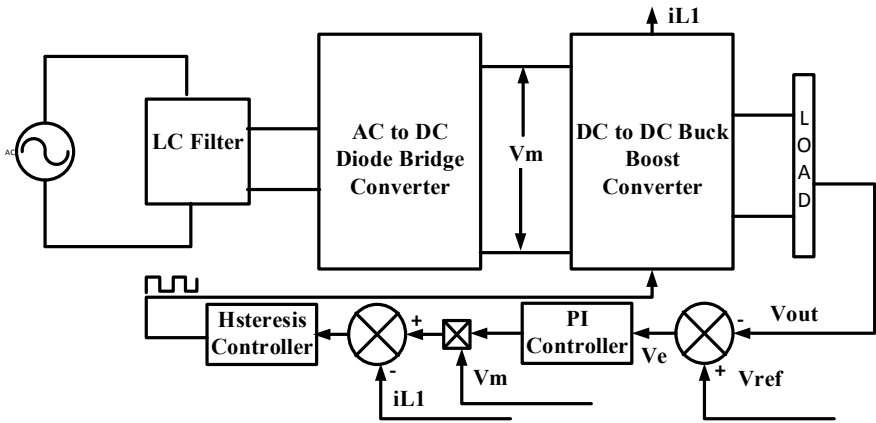 iL1
AC
LC Filter
AC to DC
Diode Bridge
Converter
Vm
DC to DC Buck
Boost
Converter
LOAD
Hsteresis
Controller
+
-
iL1
Vm
PI
Controller
Ve
-
+
Vout
Vref